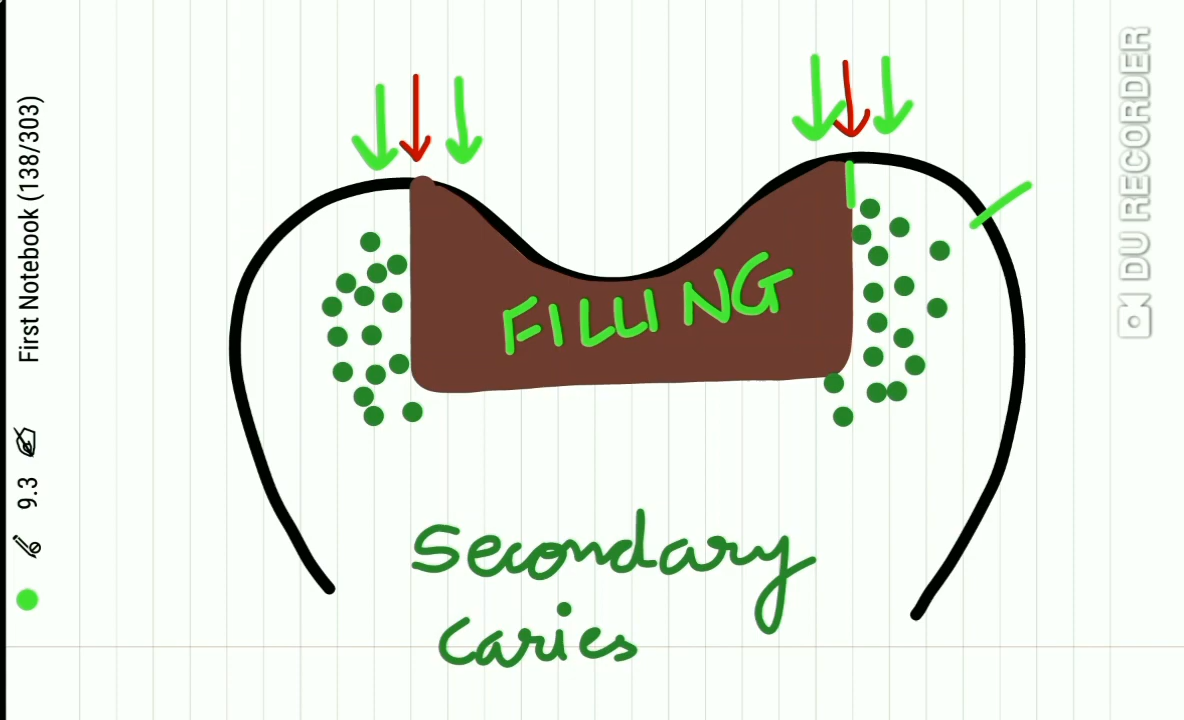 First Notebook (138/303)
9.3
DU RECORDER
FILLING
Secondary
Caries